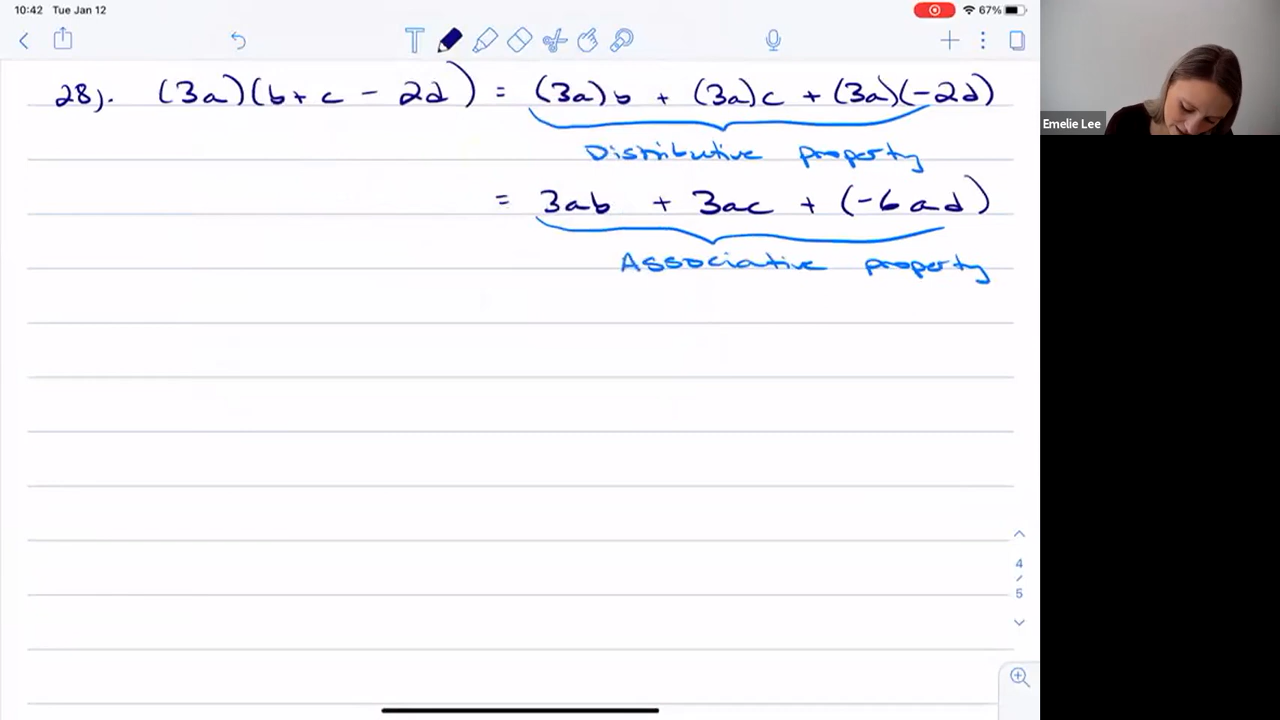 10:42 Tue Jan 12
67%
T
28). (3a)(b+c - 2d) = (3a)b + (3a)c + (3a)(-2d)
Emelie Lee
Distributive property
= 3ab + 3ac + (-6ad)
Associative property
4
/
5